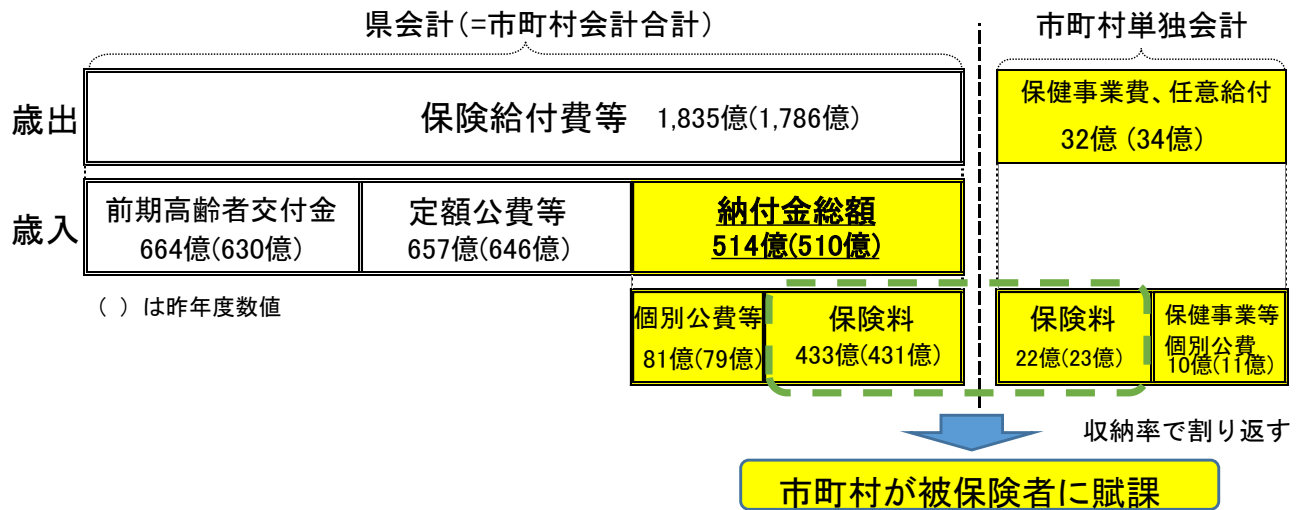 県会計(=市町村会計合計)
市町村単独会計
歳出
保険給付費等 1,835億(1,786億)
保健事業費、任意給付
32億 (34億)
歳入
前期高齢者交付金
664億(630億)
定額公費等
657億(646億)
納付金総額
514億(510億)
( )は昨年度数値
個別公費等
81億(79億)
保険料
433億(431億)
保険料
22億(23億)
保健事業等
個別公費
10億(11億)
収納率で割り返す
市町村が被保険者に賦課